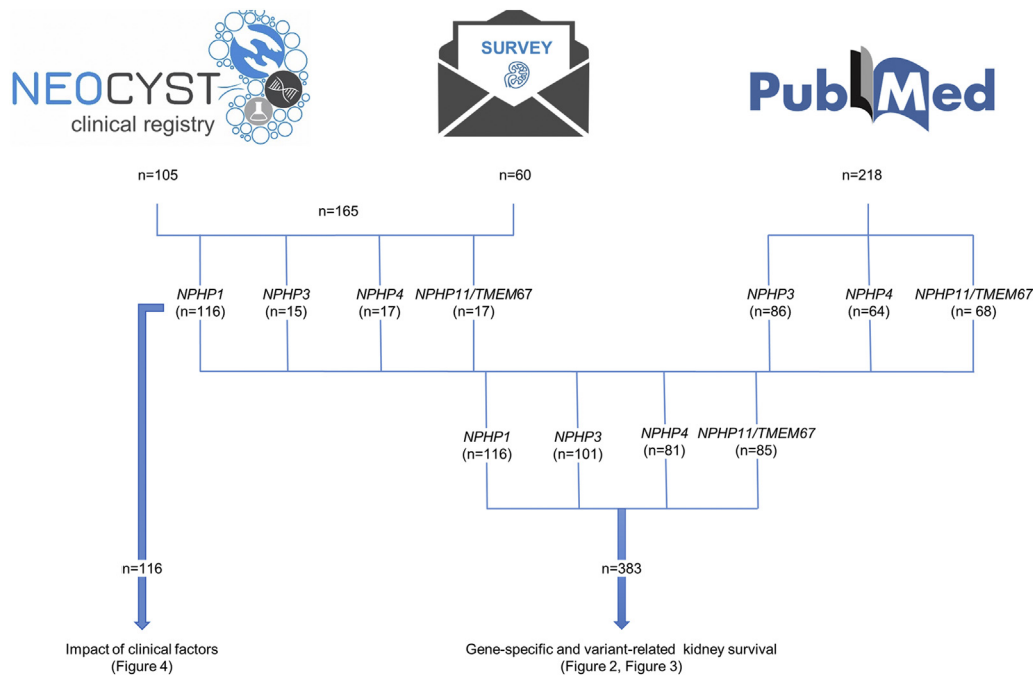 NEOCYST
clinical registry
SURVEY
PubMed
n=105
n=60
n=218
n=165
NPHP1
(n=116)
NPHP3
(n=15)
NPHP4
(n=17)
NPHP11/TMEM67
(n=17)
NPHP3
(n=86)
NPHP4
(n=64)
NPHP11/TMEM67
(n= 68)
NPHP1
(n=116)
NPHP3
(n=101)
NPHP4
(n=81)
NPHP11/TMEM67
(n=85)
n=116
n=383
Impact of clinical factors
(Figure 4)
Gene-specific and variant-related kidney survival
(Figure 2, Figure 3)